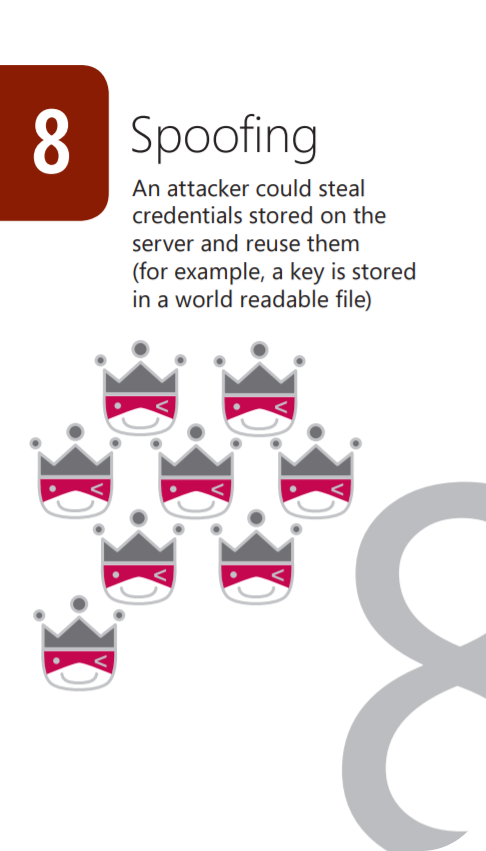 8
Spoofing
An attacker could steal
credentials stored on the
server and reuse them
(for example, a key is stored
in a world readable file)
8